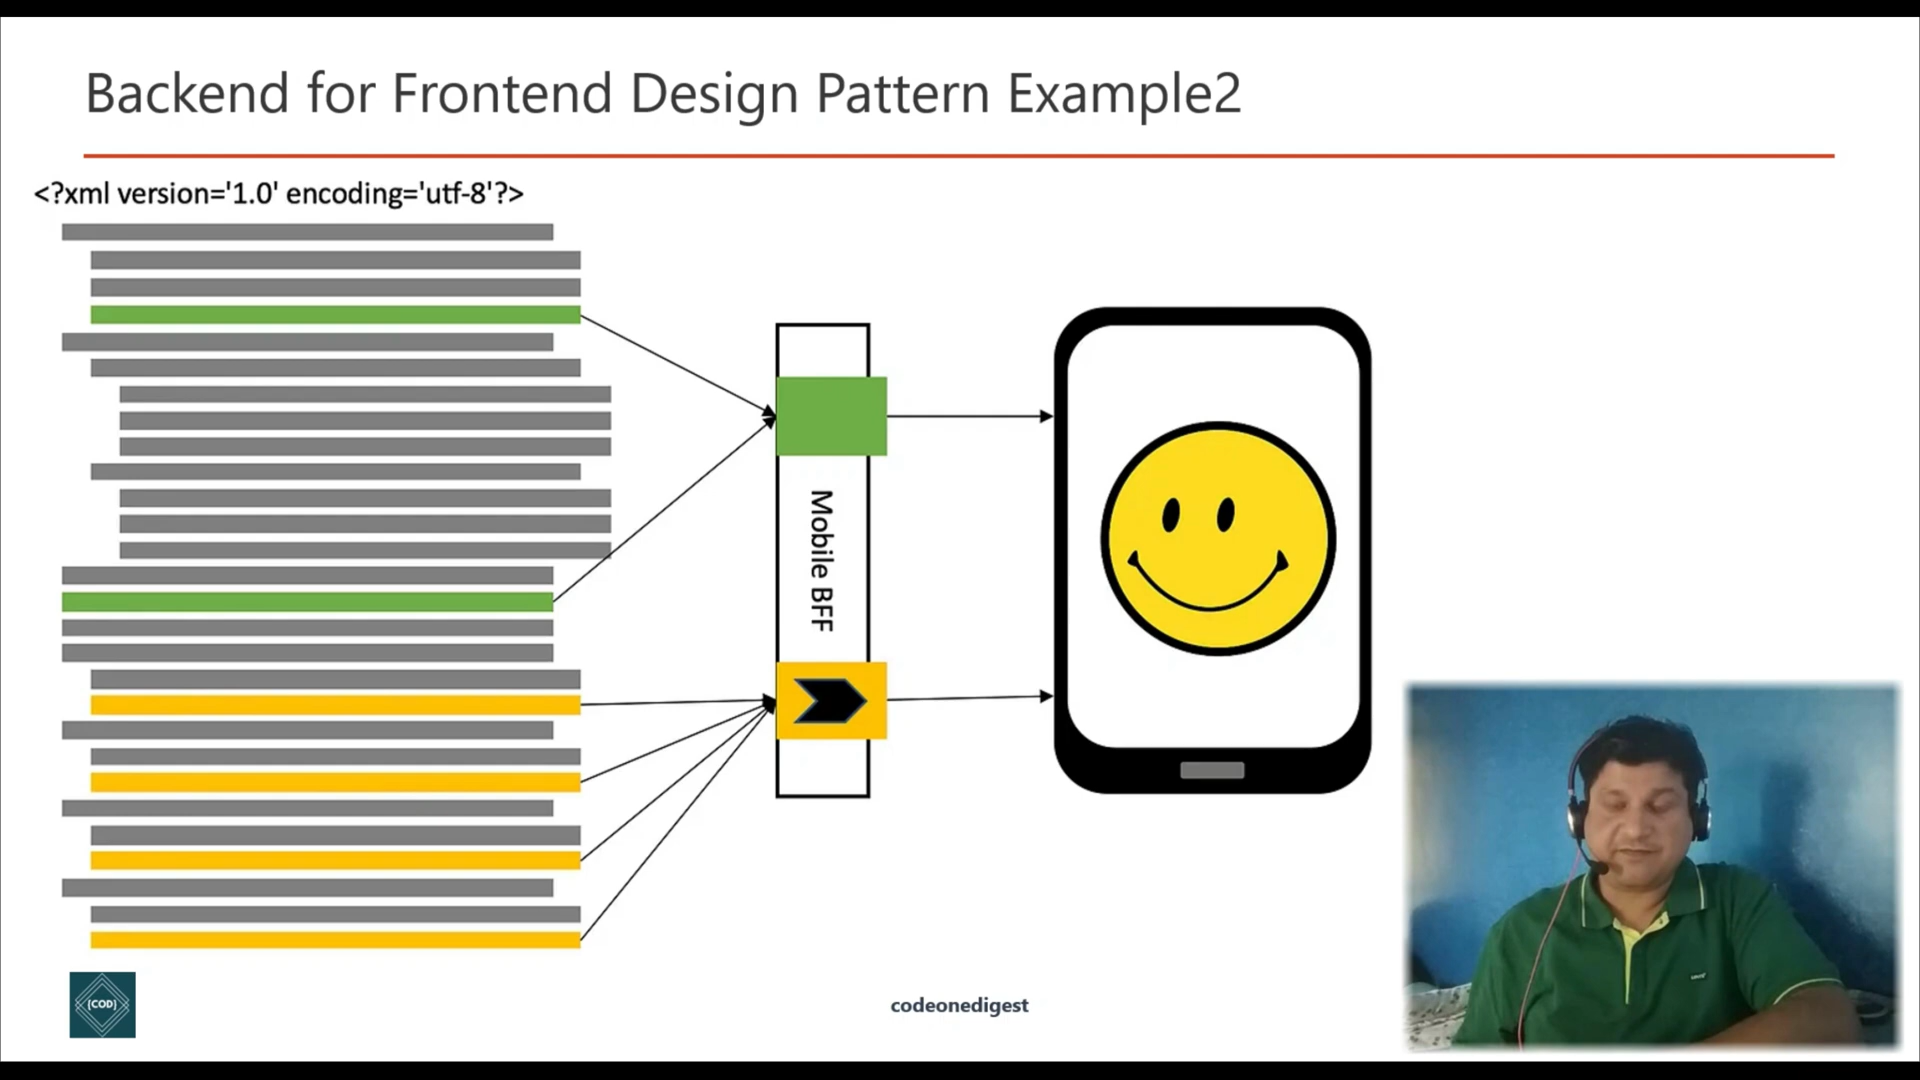 Backend for Frontend Design Pattern Example2
<?xml version='1.0' encoding='utf-8'?>
Mobile BFF
{COD}
codeonedigest